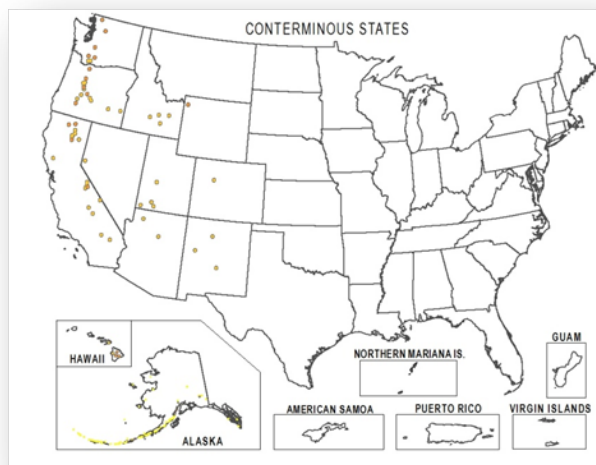 CONTERMINOUS STATES
HAWAII
ALASKA
NORTHERN MARIANA IS.
GUAM
AMERICAN SAMOA
PUERTO RICO
VIRGIN ISLANDS